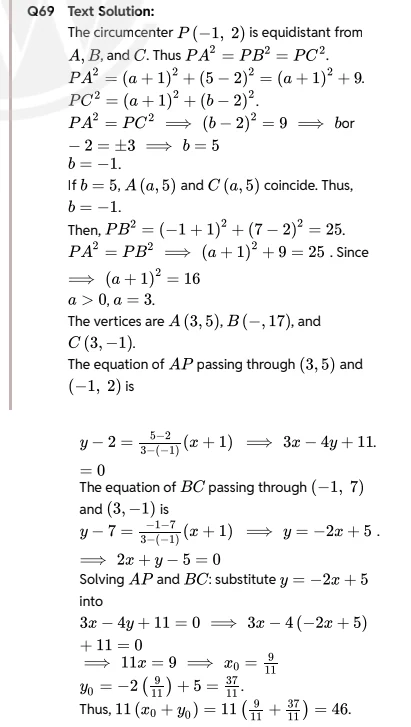 Q69 Text Solution:
The circumcenter P(−1, 2) is equidistant from
A, B, and C. Thus PA² = PB² = PC².
PA² = (a + 1)² + (5 − 2)² = (a + 1)² + 9.
PC² = (a + 1)² + (b − 2)².
PA² = PC² ⟹ (b − 2)² = 9 ⟹ bor
− 2 = ±3 ⟹ b = 5
b = −1.
If b = 5, A (a, 5) and C (a, 5) coincide. Thus,
b = −1.
Then, PB² = (−1 + 1)² + (7 − 2)² = 25.
PA² = PB² ⟹ (a + 1)² + 9 = 25 . Since
⟹ (a + 1)² = 16
a > 0, a = 3.
The vertices are A (3, 5), B (−, 17), and
C (3, −1).
The equation of AP passing through (3, 5) and
(−1, 2) is
y − 2 = \frac{5−2}{3−(−1)} (x + 1) ⟹ 3x − 4y + 11.
= 0
The equation of BC passing through (−1, 7)
and (3, −1) is
y − 7 = \frac{−1−7}{3−(−1)} (x + 1) ⟹ y = −2x + 5 .
⟹ 2x + y − 5 = 0
Solving AP and BC: substitute y = −2x + 5
into
3x − 4y + 11 = 0 ⟹ 3x − 4 (−2x + 5)
+ 11 = 0
⟹ 11x = 9 ⟹ x₀ = \frac{9}{11}
y₀ = −2 (\frac{9}{11}) + 5 = \frac{37}{11}.
Thus, 11 (x₀ + y₀) = 11 (\frac{9}{11} + \frac{37}{11}) = 46.